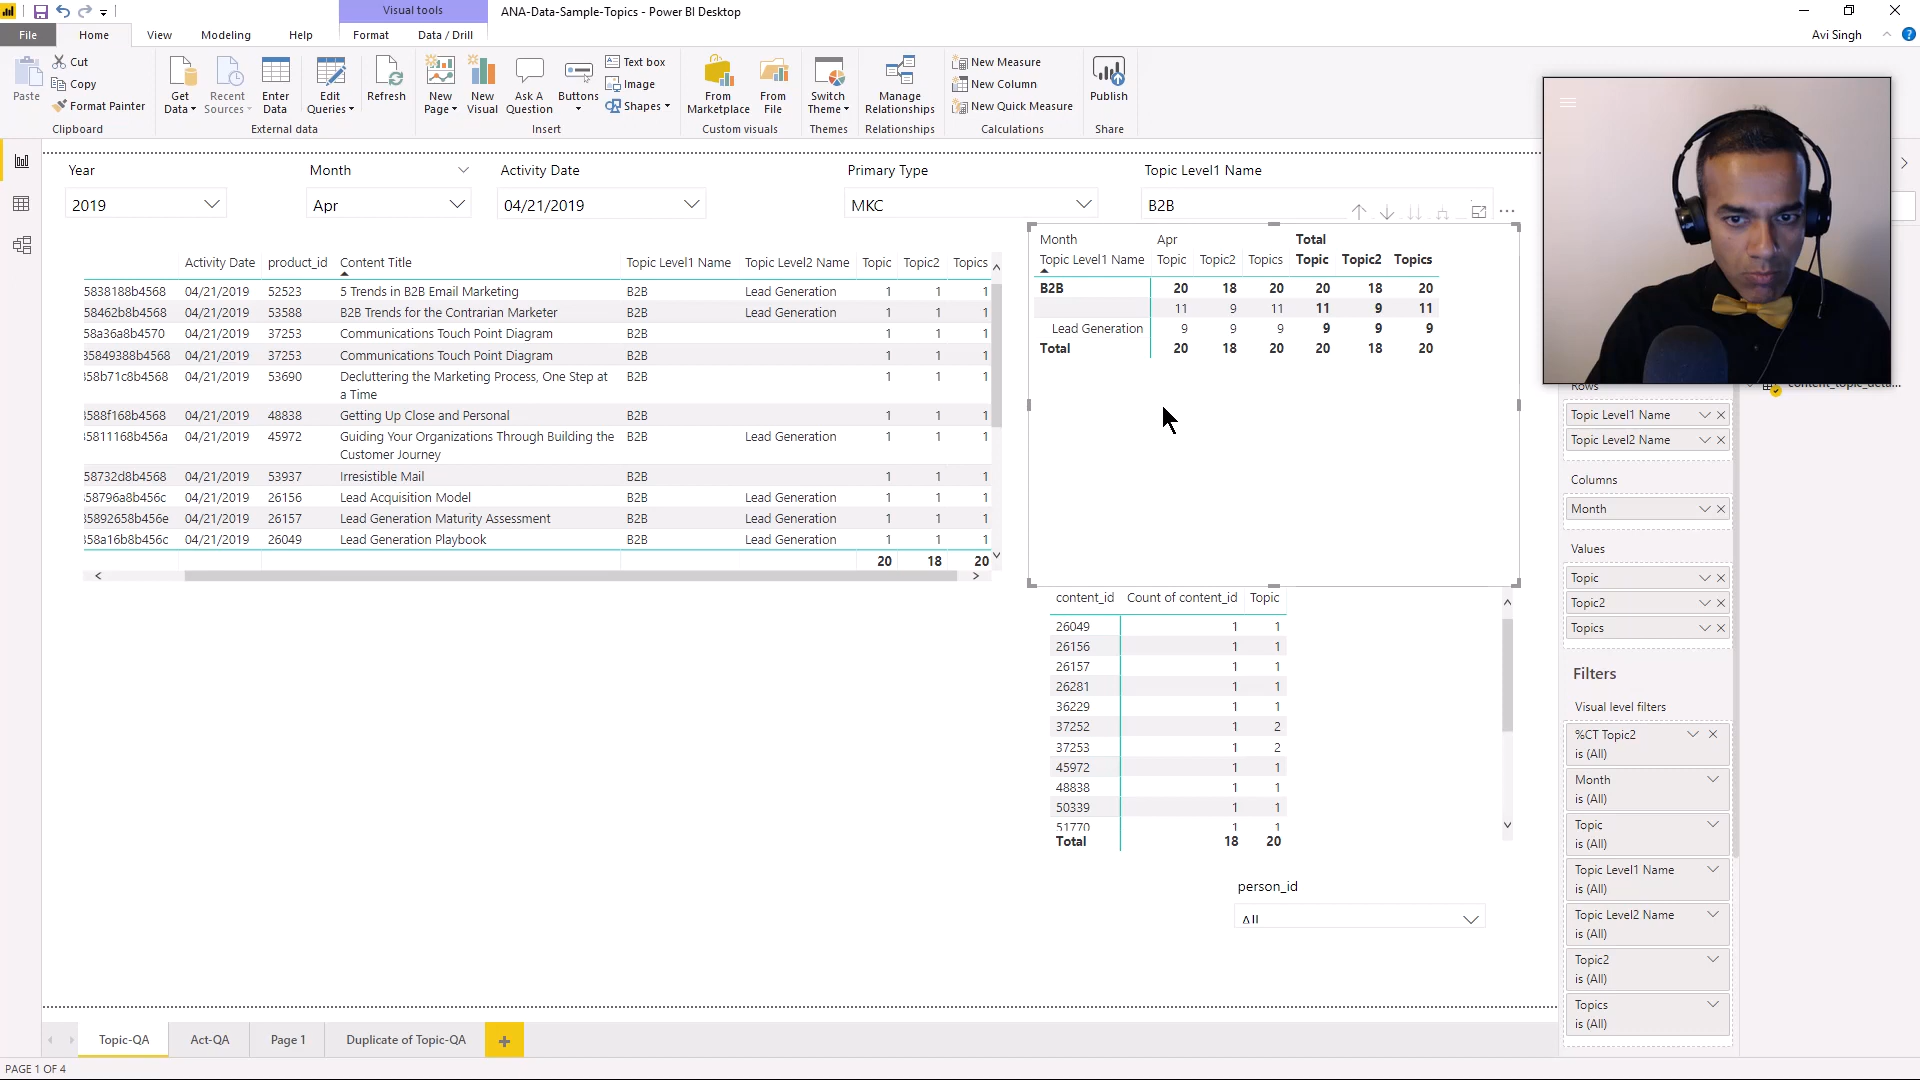 Visual tools
ANA-Data-Sample-Topics - Power BI Desktop
File Home View Modeling Help Format Data / Drill Avi Singh
Paste Cut Copy Format Painter
Clipboard
Get Data Recent Sources Enter Data Edit Queries Refresh
External data
New Page New Visual Ask A Question Buttons Text box Image Shapes
Insert
From Marketplace From File
Custom visuals
Switch Theme
Themes
Manage Relationships
Relationships
New Measure New Column New Quick Measure
Calculations
Publish
Share
Year
2019
Month
Apr
Activity Date
04/21/2019
Primary Type
MKC
Topic Level1 Name
B2B
Activity Date product_id Content Title Topic Level1 Name Topic Level2 Name Topic Topic2 Topics
5838188b4568 04/21/2019 52523 5 Trends in B2B Email Marketing B2B Lead Generation 1 1 1
58462b8b4568 04/21/2019 53588 B2B Trends for the Contrarian Marketer B2B Lead Generation 1 1 1
58a36a8b4570 04/21/2019 37253 Communications Touch Point Diagram B2B 1 1 1
35849388b4568 04/21/2019 37253 Communications Touch Point Diagram B2B 1 1 1
358b71c8b4568 04/21/2019 53690 Decluttering the Marketing Process, One Step at B2B 1 1 1
a Time
3588f168b4568 04/21/2019 48838 Getting Up Close and Personal B2B 1 1 1
35811168b456a 04/21/2019 45972 Guiding Your Organizations Through Building the B2B Lead Generation 1 1 1
Customer Journey
58732d8b4568 04/21/2019 53937 Irresistible Mail B2B 1 1 1
58796a8b456c 04/21/2019 26156 Lead Acquisition Model B2B Lead Generation 1 1 1
35892658b456e 04/21/2019 26157 Lead Generation Maturity Assessment B2B Lead Generation 1 1 1
358a16b8b456c 04/21/2019 26049 Lead Generation Playbook B2B Lead Generation 1 1 1
20 18 20
Month Apr Total
Topic Level1 Name Topic Topic2 Topics Topic Topic2 Topics
B2B 20 18 20 20 18 20
11 9 11 11 9 11
Lead Generation 9 9 9 9 9 9
Total 20 18 20 20 18 20
content_id Count of content_id Topic
26049 1 1
26156 1 1
26157 1 1
26281 1 1
36229 1 1
37252 1 2
37253 1 2
45972 1 1
48838 1 1
50339 1 1
51770 1 1
Total 18 20
person_id
All
Rows
Topic Level1 Name
Topic Level2 Name
Columns
Month
Values
Topic
Topic2
Topics
Filters
Visual level filters
%CT Topic2
is (All)
Month
is (All)
Topic
is (All)
Topic Level1 Name
is (All)
Topic Level2 Name
is (All)
Topic2
is (All)
Topics
is (All)
Topic-QA Act-QA Page 1 Duplicate of Topic-QA
PAGE 1 OF 4